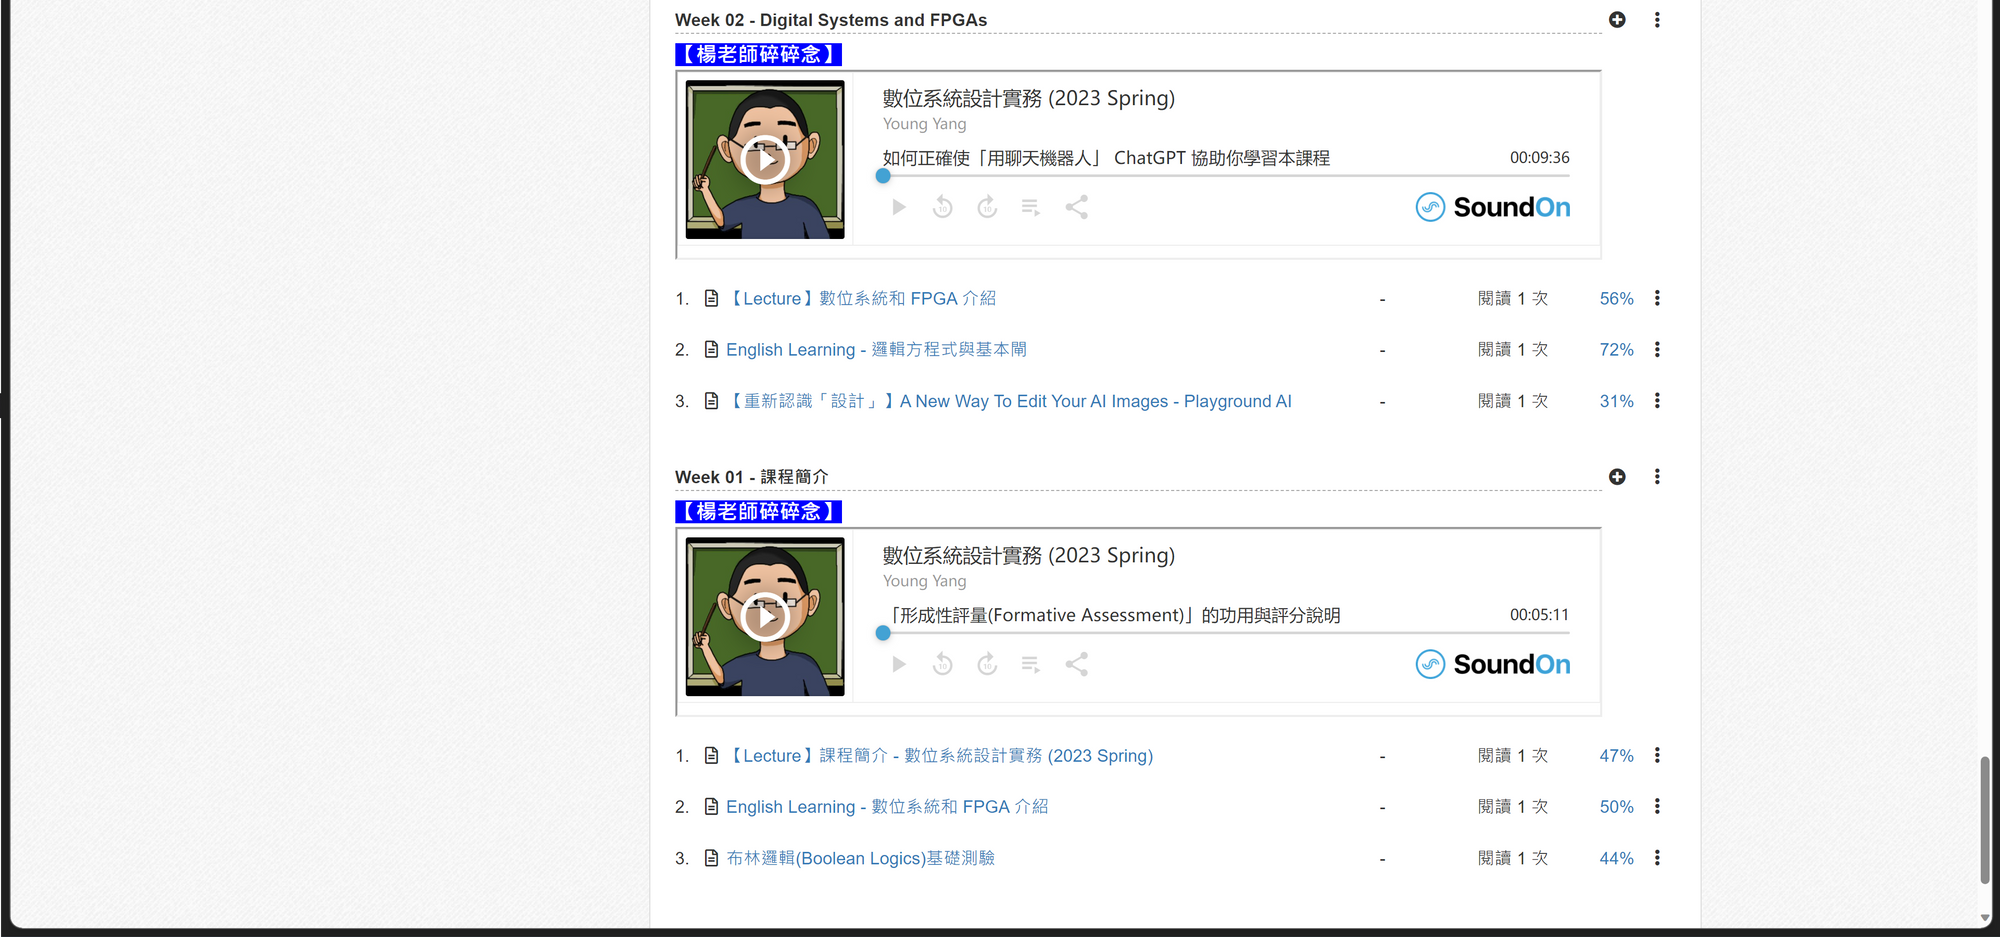 Week 02 - Digital Systems and FPGAs
【楊老師碎碎念】
數位系統設計實務 (2023 Spring)
Young Yang
如何正確使「用聊天機器人」 ChatGPT 協助你學習本課程 00:09:36
10 10 SoundOn
1. 【Lecture】數位系統和 FPGA 介紹 - 閱讀 1 次 56%
2. English Learning - 邏輯方程式與基本閘 - 閱讀 1 次 72%
3. 【重新認識「設計」】A New Way To Edit Your AI Images - Playground AI - 閱讀 1 次 31%
Week 01 - 課程簡介
【楊老師碎碎念】
數位系統設計實務 (2023 Spring)
Young Yang
「形成性評量(Formative Assessment)」的功用與評分說明 00:05:11
10 10 SoundOn
1. 【Lecture】課程簡介 - 數位系統設計實務 (2023 Spring) - 閱讀 1 次 47%
2. English Learning - 數位系統和 FPGA 介紹 - 閱讀 1 次 50%
3. 布林邏輯(Boolean Logics)基礎測驗 - 閱讀 1 次 44%